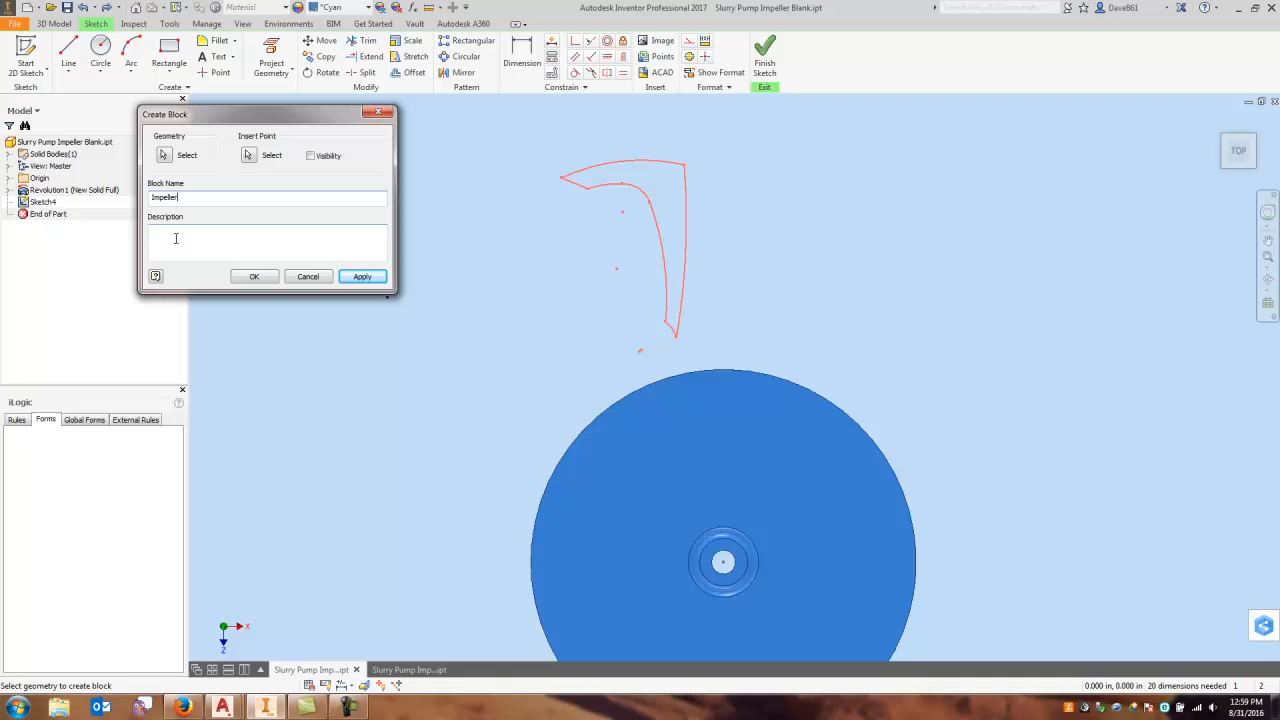 Material
*Cyan
Autodesk Inventor Professional 2017 Slurry Pump Impeller Blank.ipt
DaveB61
File 3D Model Sketch Inspect Tools Manage View Environments BIM Get Started Vault Autodesk A360
Start
2D Sketch
Line
Circle
Arc
Rectangle
Fillet
Text
Point
Project
Geometry
Move Trim Scale
Copy Extend Stretch
Rotate Split Offset
Rectangular
Circular
Mirror
Dimension
Image
Points
ACAD
Show Format
Finish
Sketch
Sketch Create Modify Pattern Constrain Insert Format Exit
Model
Slurry Pump Impeller Blank.ipt
Solid Bodies(1)
View: Master
Origin
Revolution1 (New Solid Full)
Sketch4
End of Part
Create Block
Geometry Insert Point
Select Select Visibility
Block Name
Impeller
Description
OK Cancel Apply
TOP
iLogic
Rules Forms Global Forms External Rules
X
Z
Slurry Pump Imp...ipt Slurry Pump Imp...ipt
Select geometry to create block
0.000 in, 0.000 in 20 dimensions needed 1 2
12:59 PM
8/31/2016